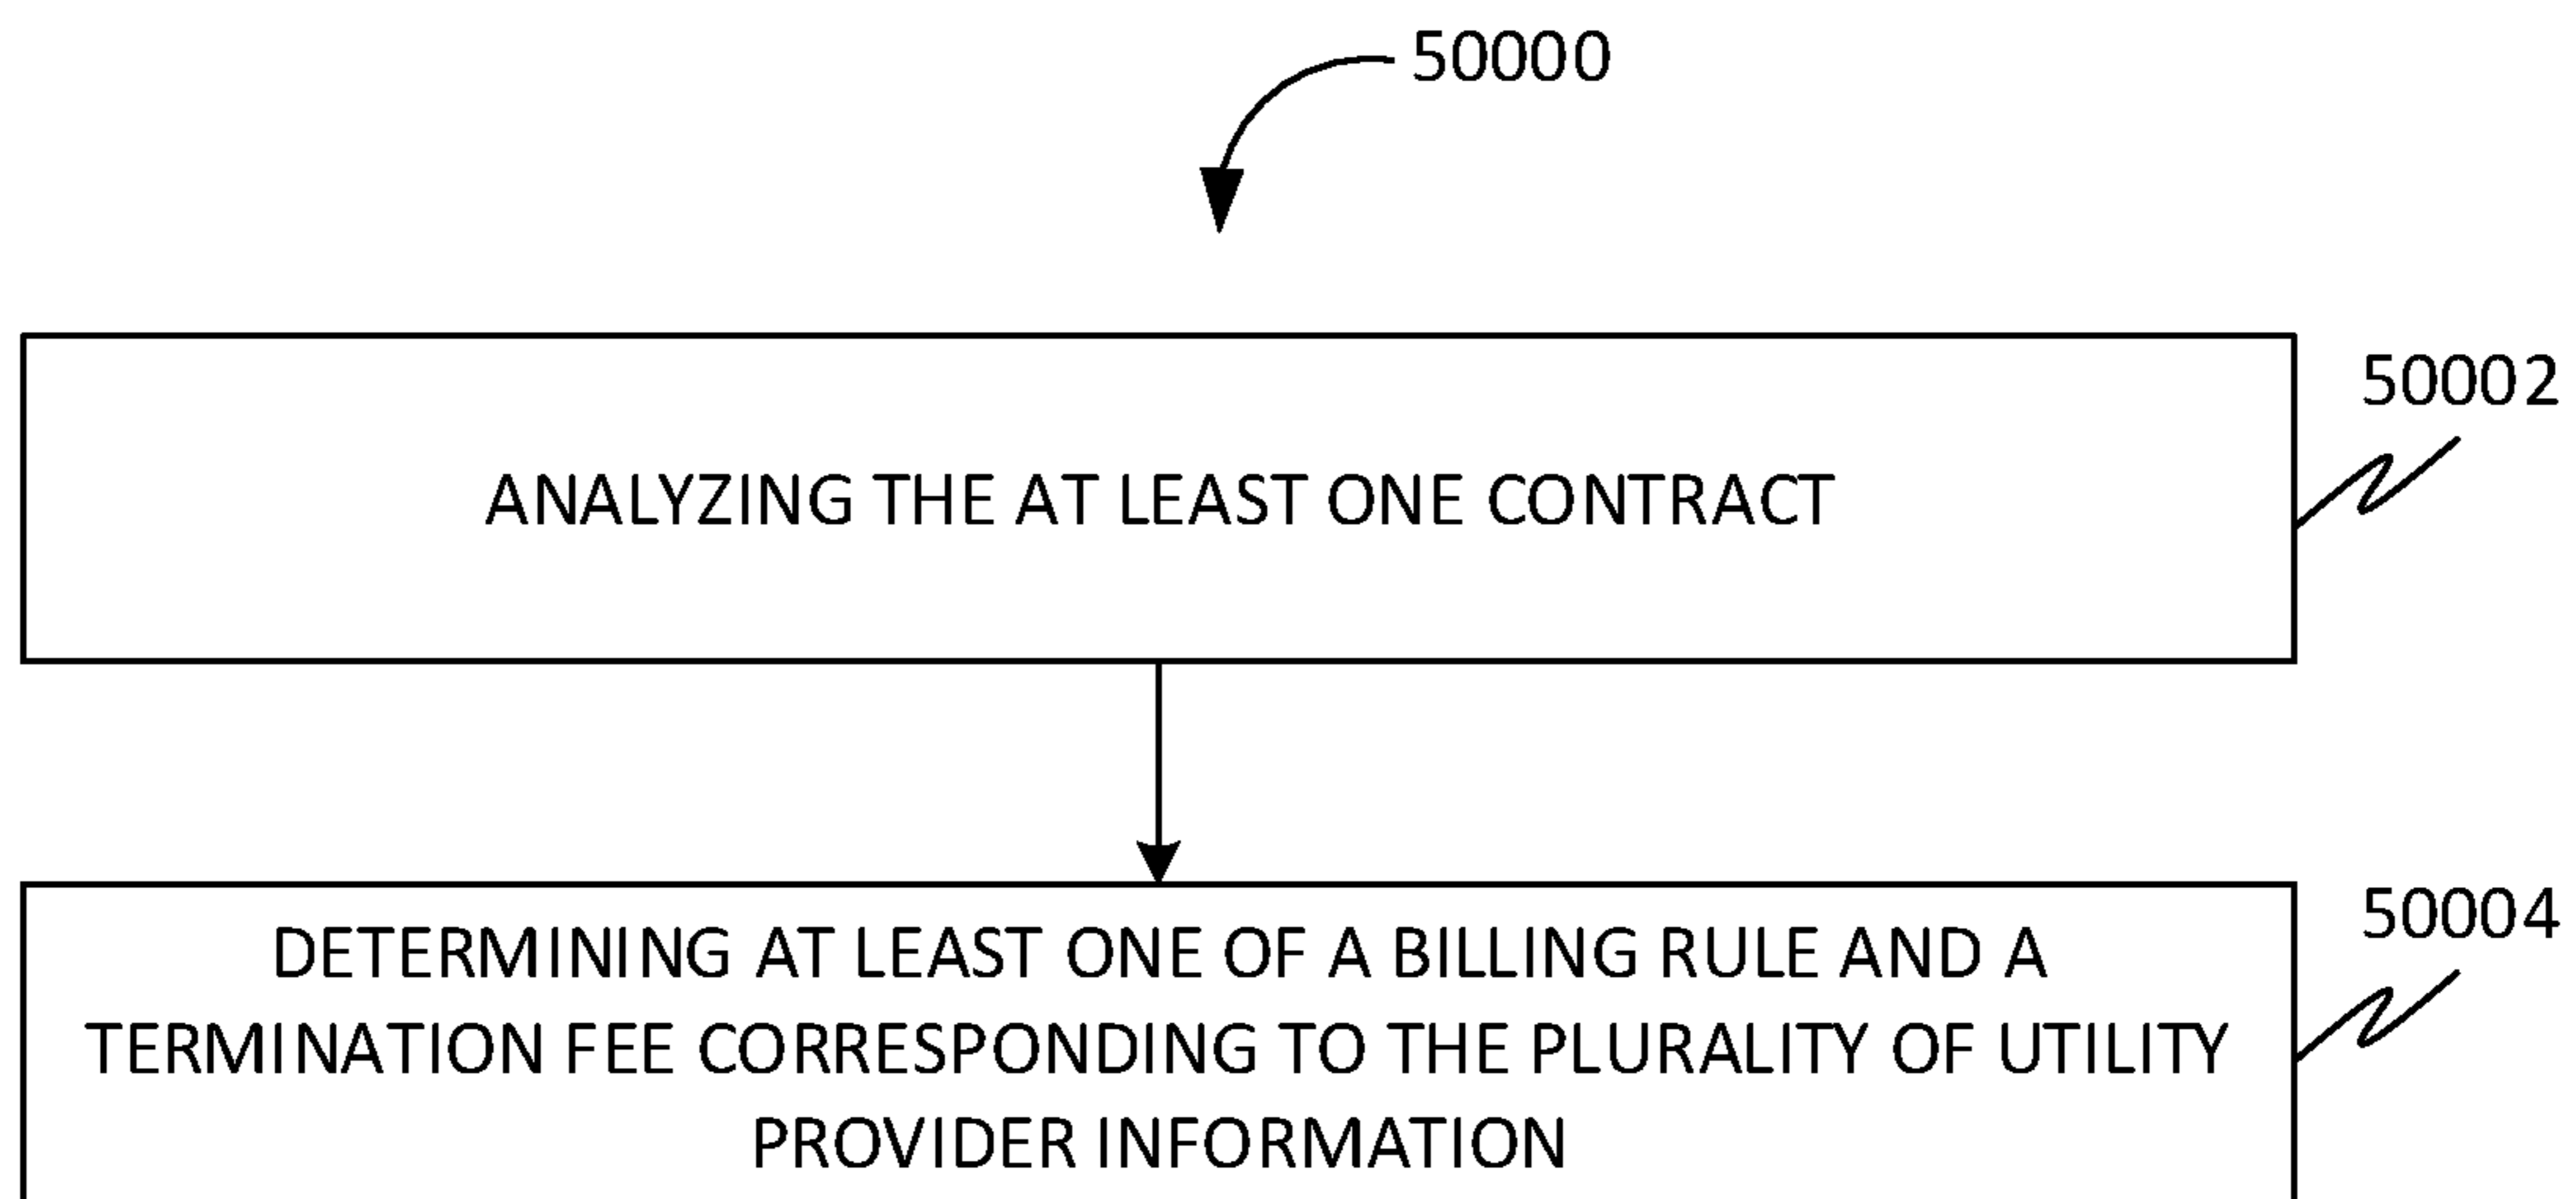 50000
50002
ANALYZING THE AT LEAST ONE CONTRACT
50004
DETERMINING AT LEAST ONE OF A BILLING RULE AND A
TERMINATION FEE CORRESPONDING TO THE PLURALITY OF UTILITY
PROVIDER INFORMATION